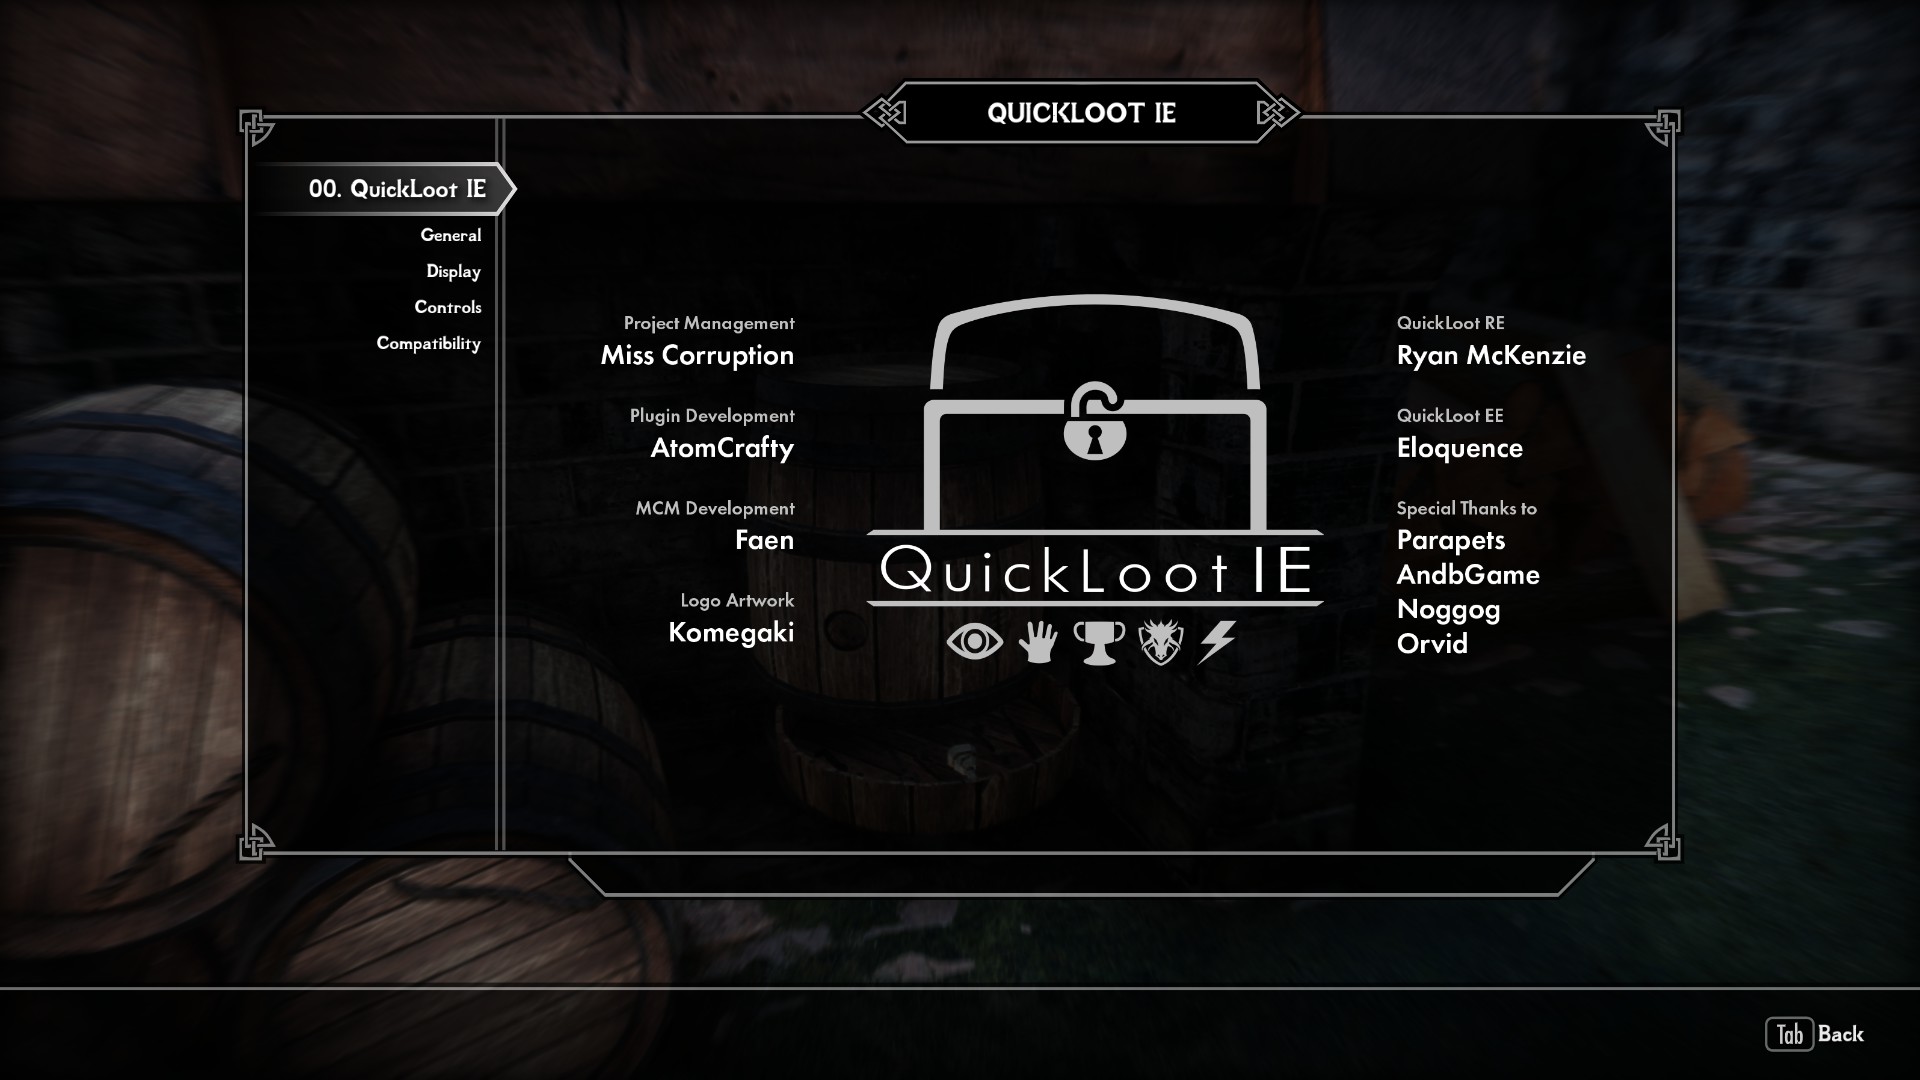 QUICKLOOT IE
00. QuickLoot IE
General
Display
Controls
Compatibility
Project Management
Miss Corruption
Plugin Development
AtomCrafty
MCM Development
Faen
Logo Artwork
Komegaki
QuickLoot IE
QuickLoot RE
Ryan McKenzie
QuickLoot EE
Eloquence
Special Thanks to
Parapets
AndbGame
Noggog
Orvid
Tab Back